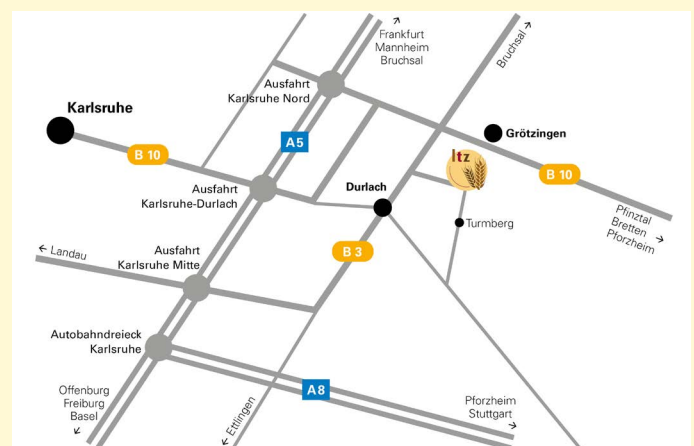 Frankfurt
Mannheim
Bruchsal
Bruchsal
Ausfahrt
Karlsruhe Nord
Karlsruhe
A5
Grötzingen
B 10
ltz
B 10
Ausfahrt
Karlsruhe-Durlach
Durlach
Pfinztal
Bretten
Pforzheim
Turmberg
← Landau
Ausfahrt
Karlsruhe Mitte
B 3
Autobahndreieck
Karlsruhe
A8
Offenburg
Freiburg
Basel
Ettlingen
Pforzheim
Stuttgart